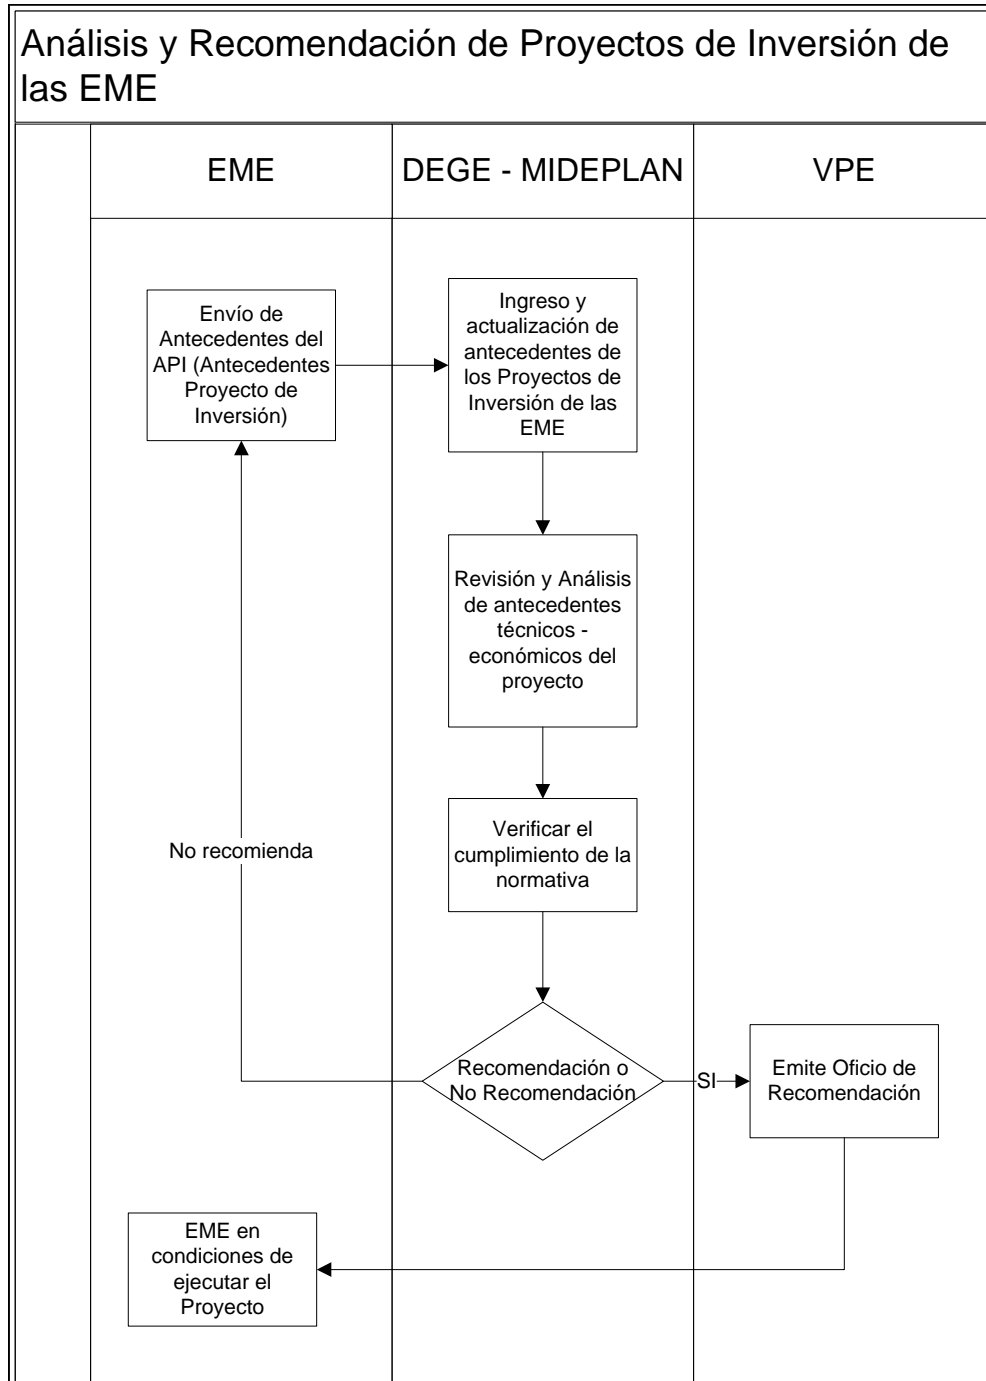 Análisis y Recomendación de Proyectos de Inversión de
las EME
EME
DEGE - MIDEPLAN
VPE
Envío de
Antecedentes del
API (Antecedentes
Proyecto de
Inversión)
Ingreso y
actualización de
antecedentes de
los Proyectos de
Inversión de las
EME
Revisión y Análisis
de antecedentes
técnicos -
económicos del
proyecto
Verificar el
cumplimiento de la
normativa
No recomienda
Recomendación o
No Recomendación
SI
Emite Oficio de
Recomendación
EME en
condiciones de
ejecutar el
Proyecto